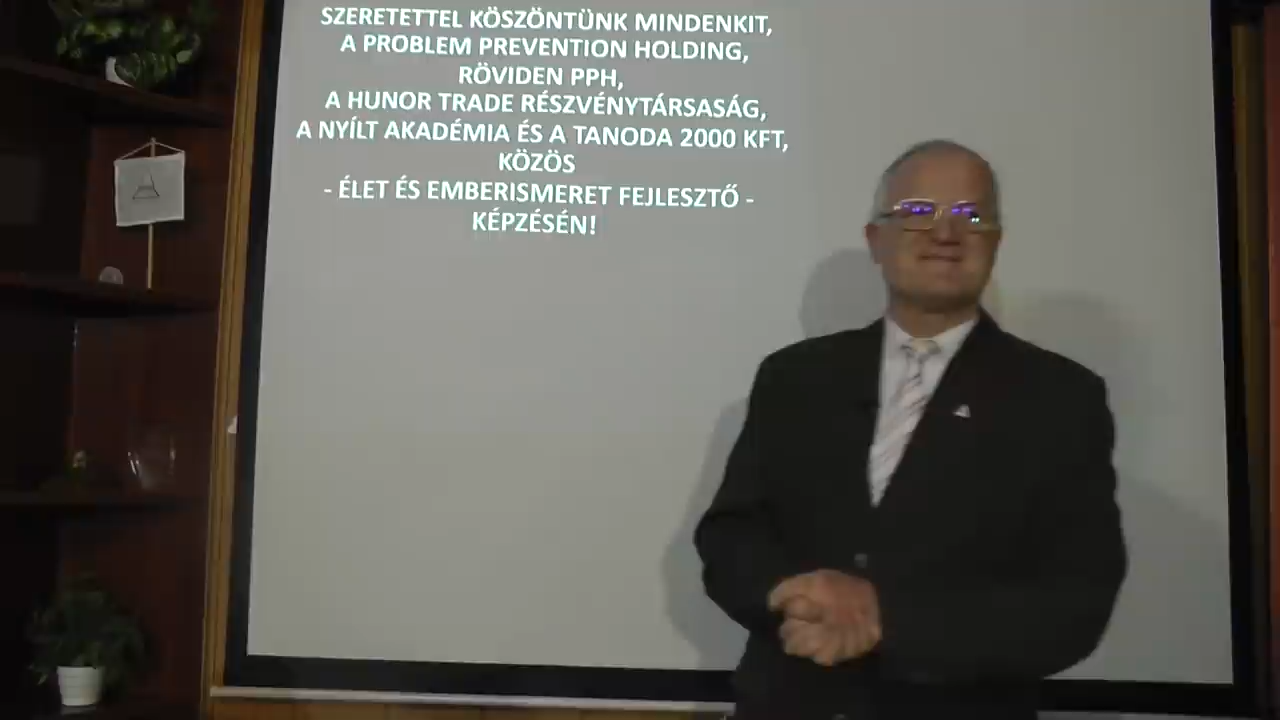 SZERETETTEL KÖSZÖNTÜNK MINDENKIT,
A PROBLEM PREVENTION HOLDING,
RÖVIDEN PPH,
A HUNOR TRADE RÉSZVÉNYTÁRSASÁG,
A NYÍLT AKADÉMIA ÉS A TANODA 2000 KFT,
KÖZÖS
- ÉLET ÉS EMBERISMERET FEJLESZTŐ -
KÉPZÉSÉN!